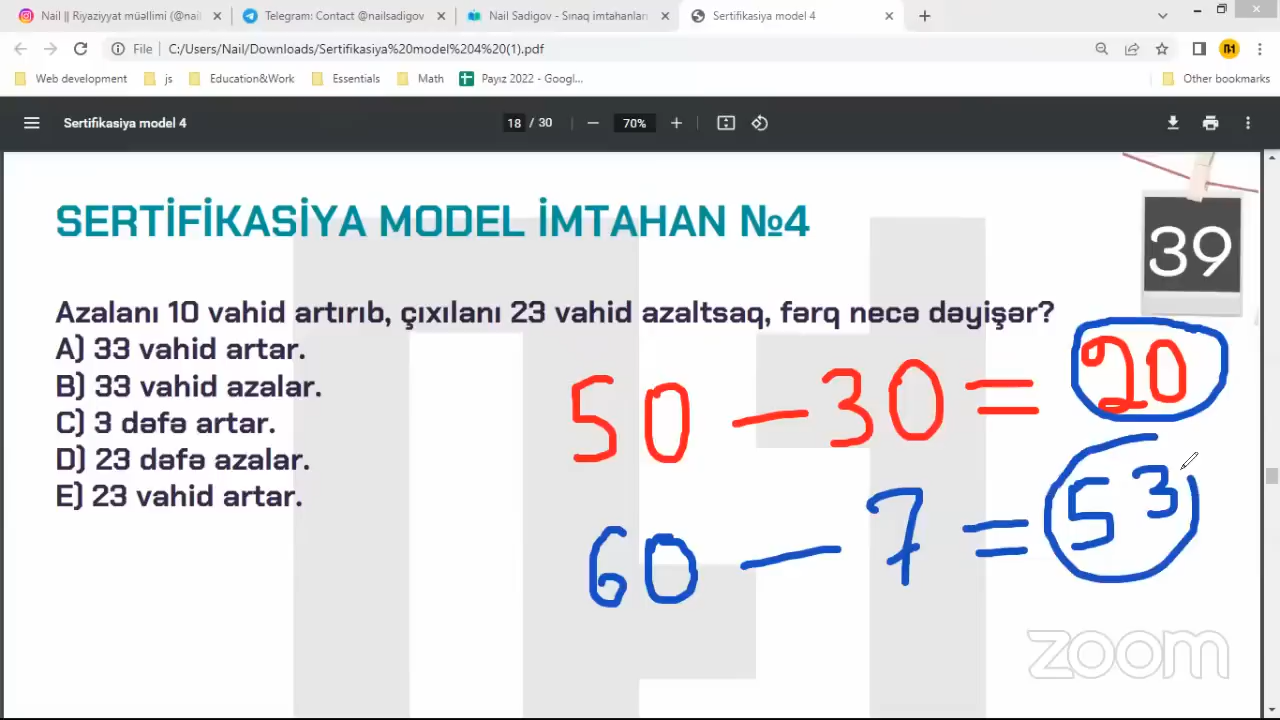 Nail || Riyaziyyat müəllimi (@nail
Telegram: Contact @nailsadigov
Nail Sadigov - Sınaq imtahanları
Sertifikasiya model 4
File
C:/Users/Nail/Downloads/Sertifikasiya%20model%204%20(1).pdf
Web development
js
Education&Work
Essentials
Math
Payız 2022 - Googl...
Other bookmarks
Sertifikasiya model 4
18 / 30
70%
SERTİFİKASİYA MODEL İMTAHAN №4
39
Azalanı 10 vahid artırıb, çıxılanı 23 vahid azaltsaq, fərq necə dəyişər?
A) 33 vahid artar.
B) 33 vahid azalar.
C) 3 dəfə artar.
D) 23 dəfə azalar.
E) 23 vahid artar.
50 — 30 = 20
60 — 7 = 53
zoom